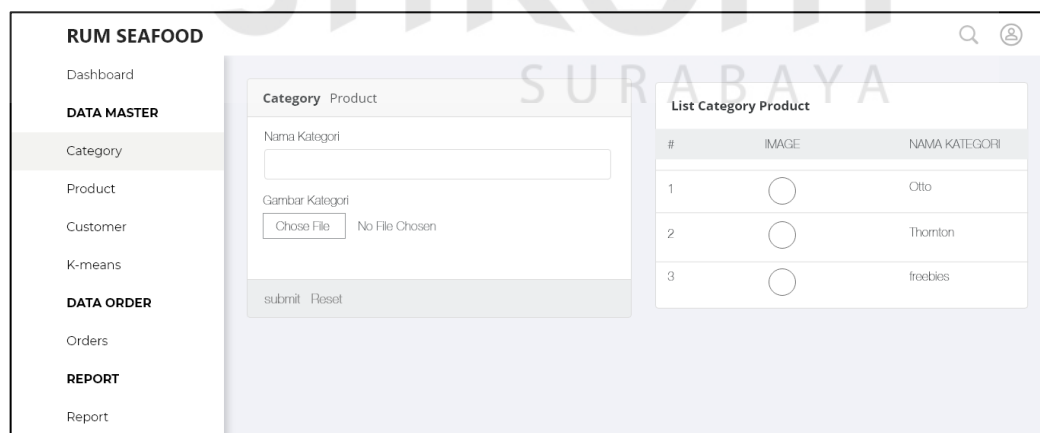 SURABAYA
RUM SEAFOOD
Dashboard
DATA MASTER
Category
Product
Customer
K-means
DATA ORDER
Orders
REPORT
Report
Category Product
Nama Kategori
Gambar Kategori
Chose File No File Chosen
submit Reset
List Category Product
# IMAGE NAMA KATEGORI
1 Otto
2 Thornton
3 freebies